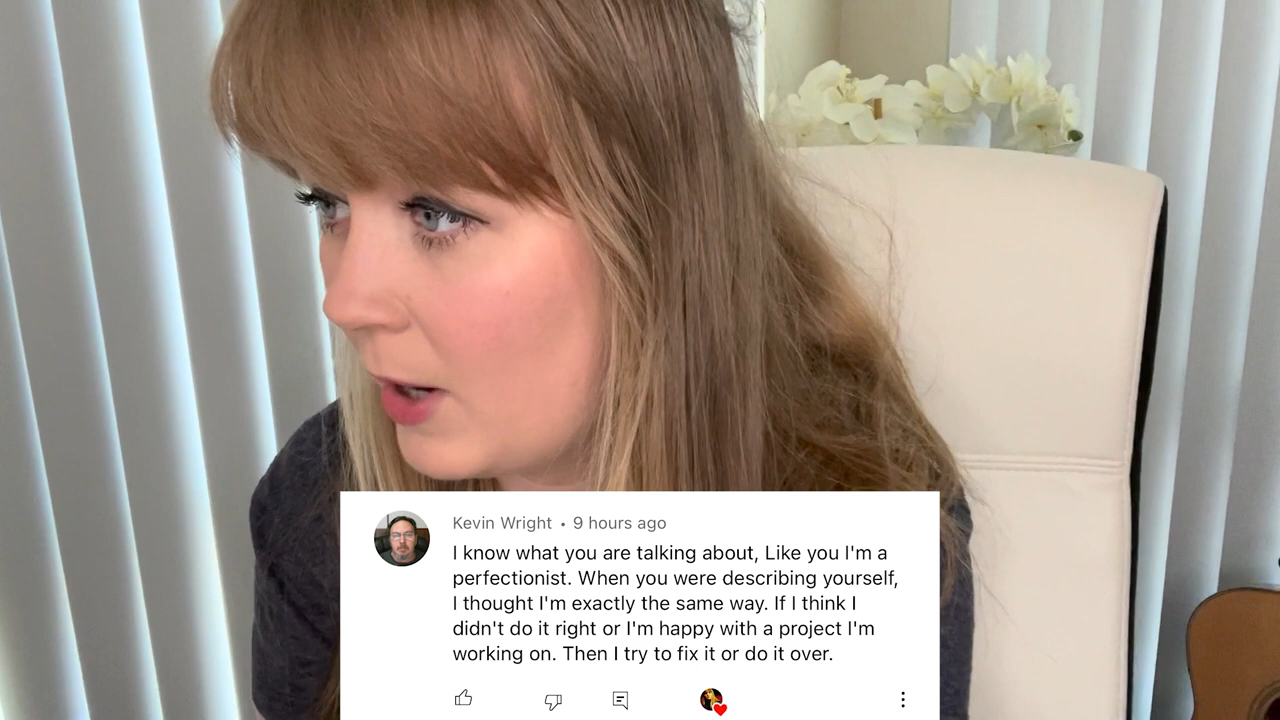 Kevin Wright • 9 hours ago
I know what you are talking about, Like you I'm a
perfectionist. When you were describing yourself,
I thought I'm exactly the same way. If I think I
didn't do it right or I'm happy with a project I'm
working on. Then I try to fix it or do it over.